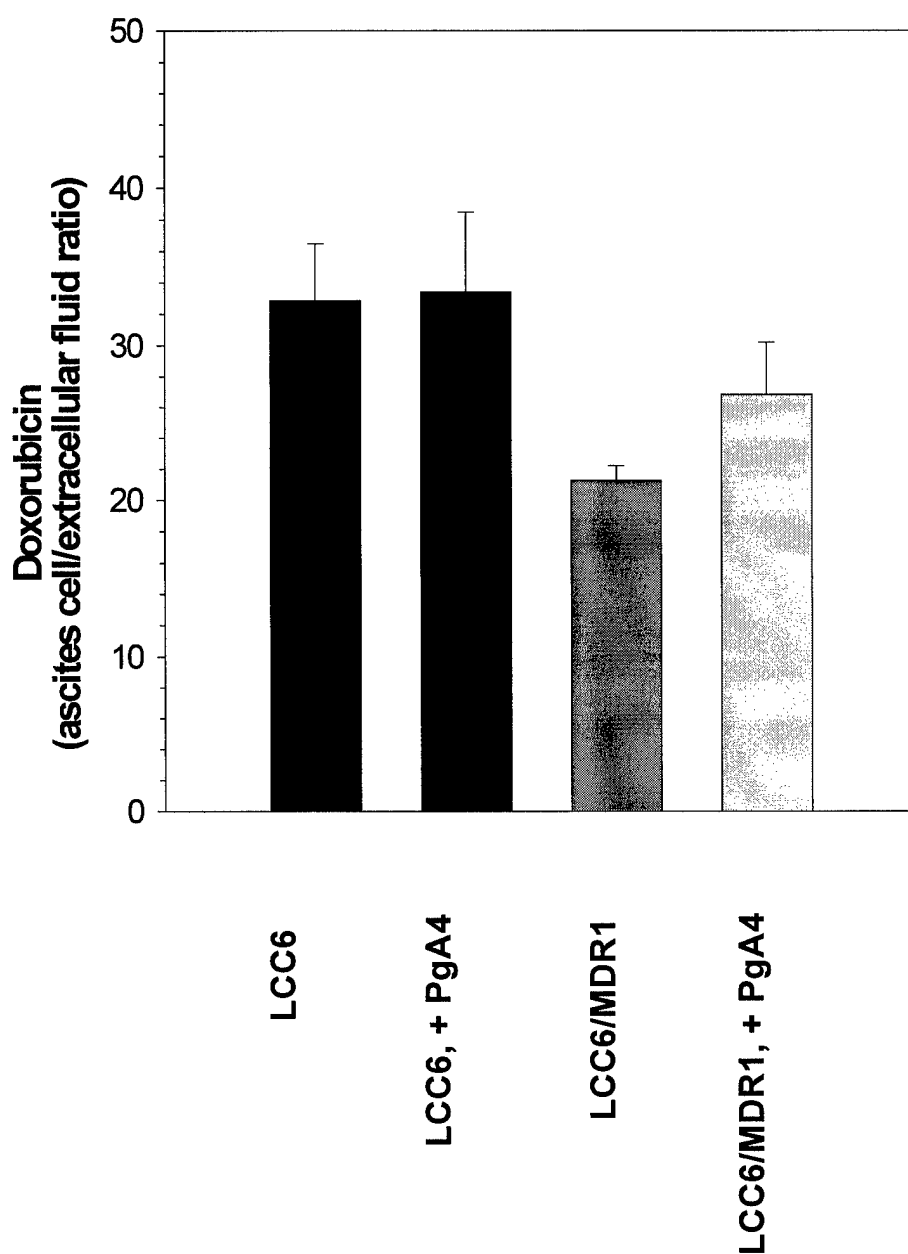 Doxorubicin
(ascites cell/extracellular fluid ratio)
50
40
30
20
10
0
LCC6
LCC6, + PgA4
LCC6/MDR1
LCC6/MDR1, + PgA4